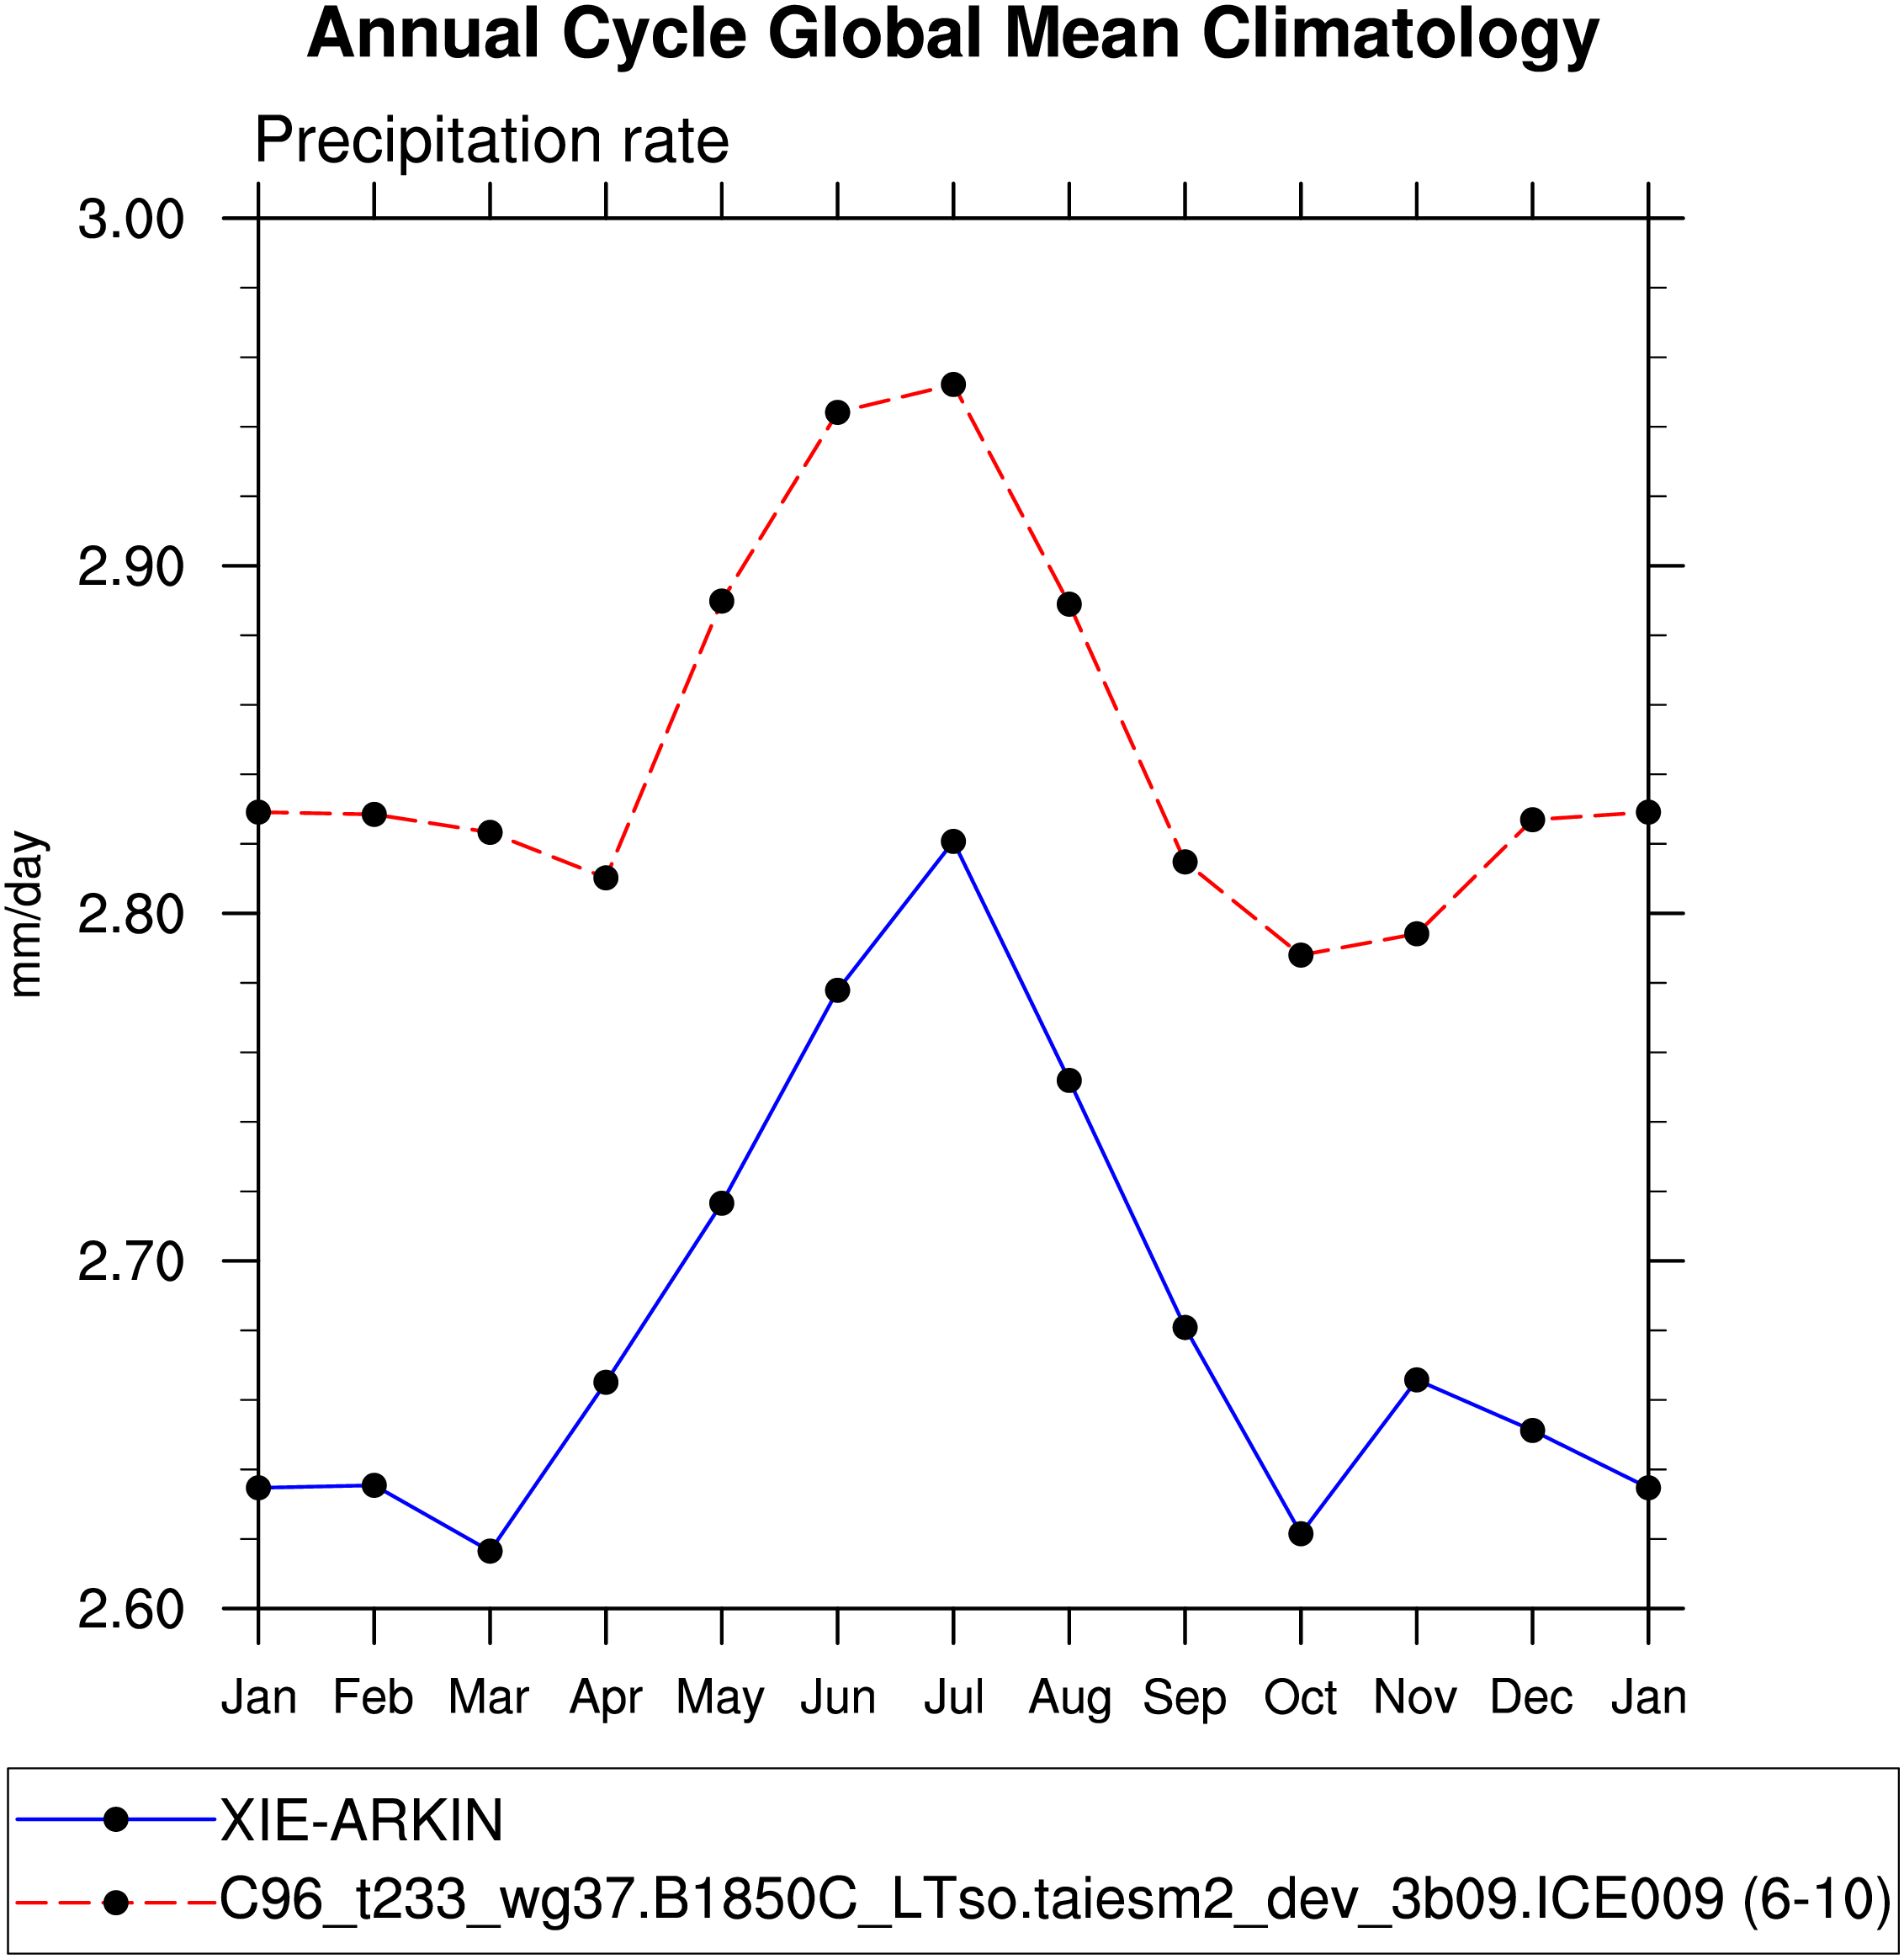 Annual Cycle Global Mean Climatology
Precipitation rate
3.00
2.90
2.80
2.70
2.60
mm/day
Jan Feb Mar Apr May Jun Jul Aug Sep Oct Nov Dec Jan
XIE-ARKIN
C96_t233_wg37.B1850C_LTso.taiesm2_dev_3b09.ICE009 (6-10)